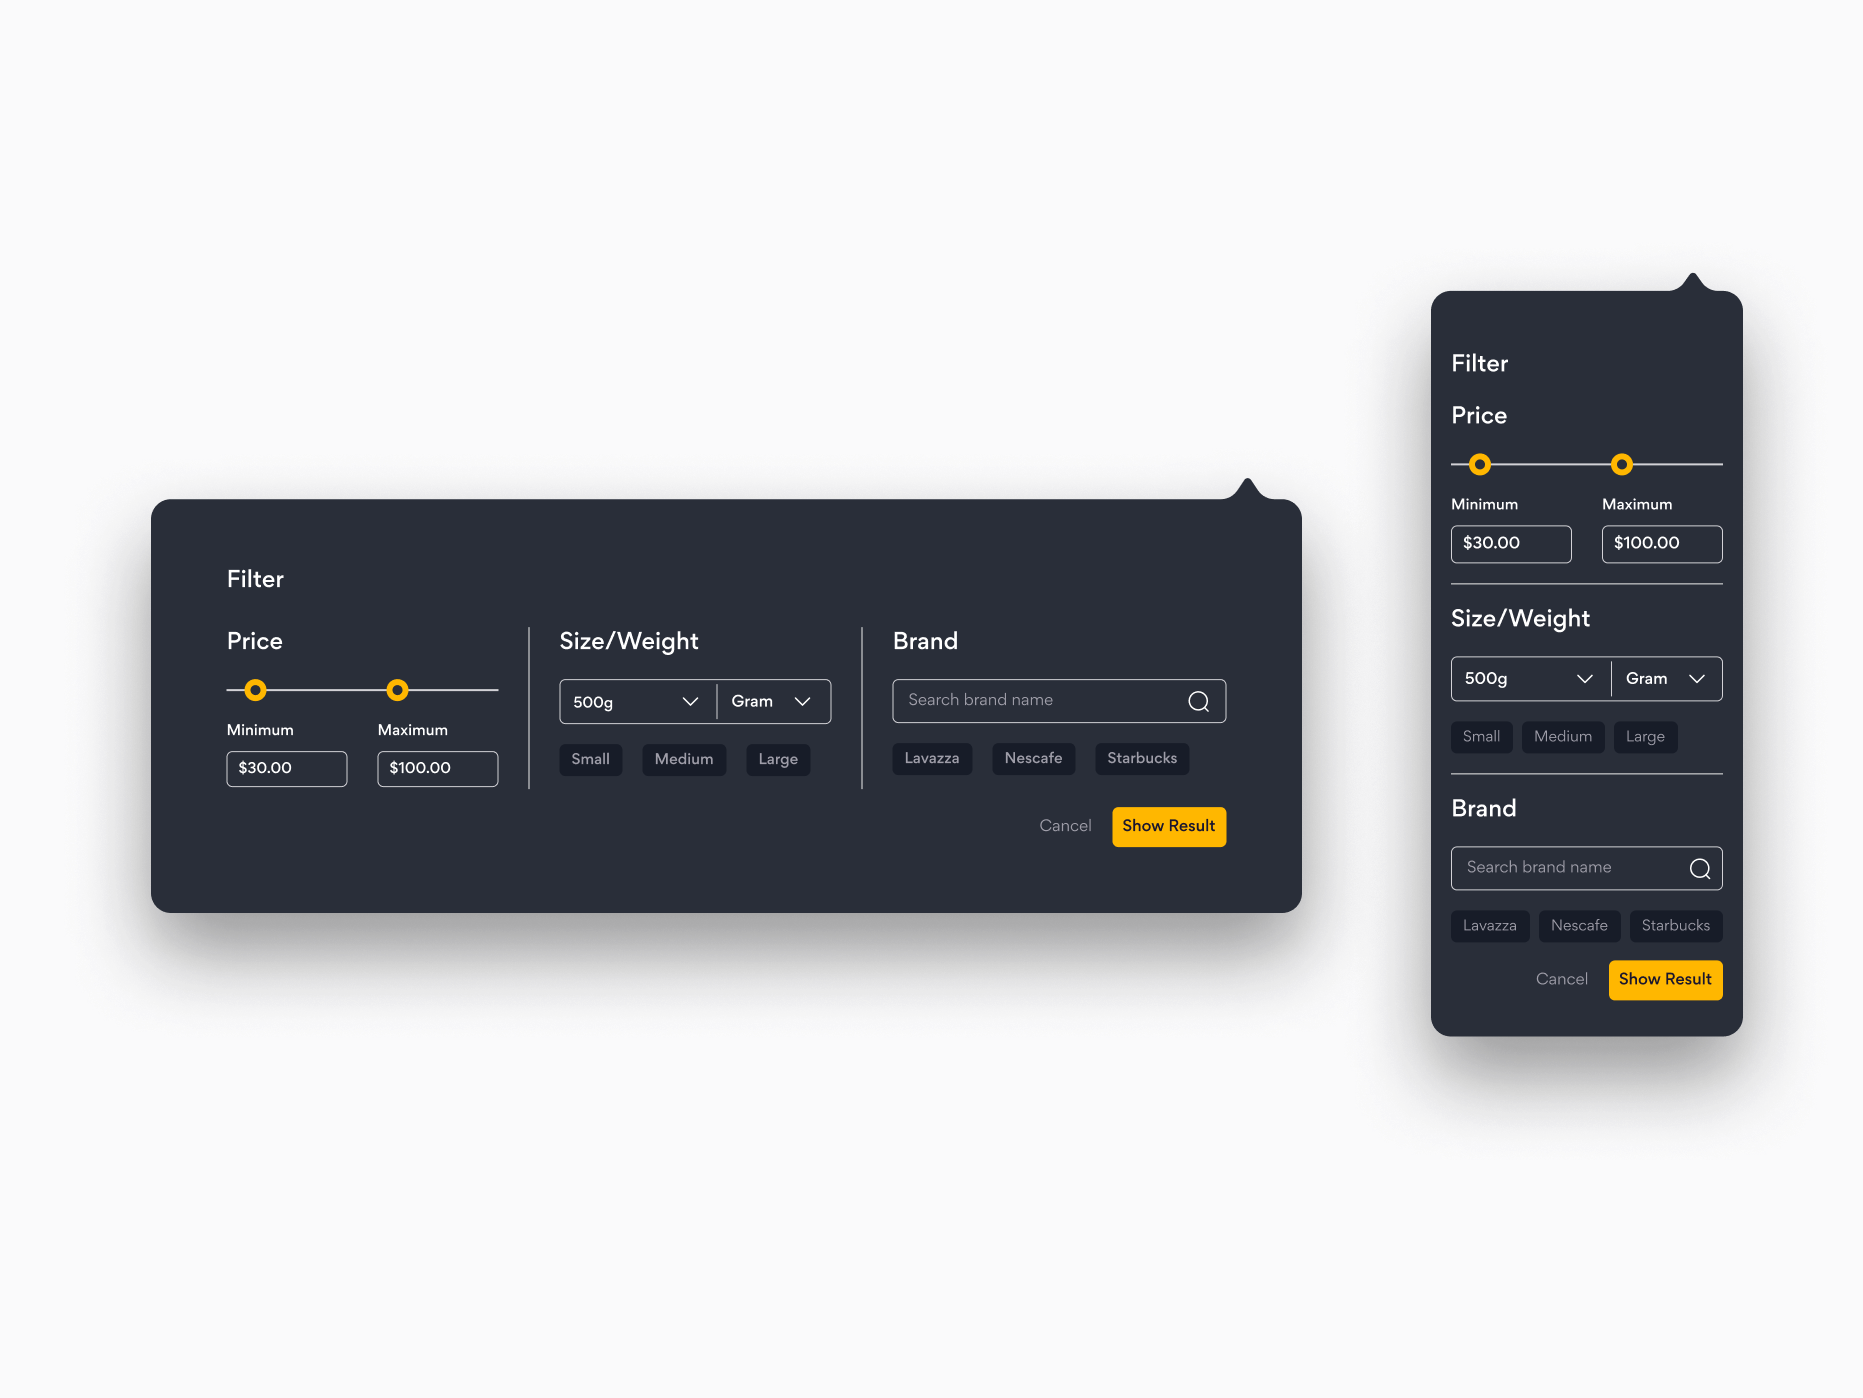 Filter
Price
Minimum Maximum
$30.00 $100.00
Size/Weight
500g Gram
Small Medium Large
Brand
Search brand name
Lavazza Nescafe Starbucks
Cancel Show Result
Filter
Price
Minimum Maximum
$30.00 $100.00
Size/Weight
500g Gram
Small Medium Large
Brand
Search brand name
Lavazza Nescafe Starbucks
Cancel Show Result